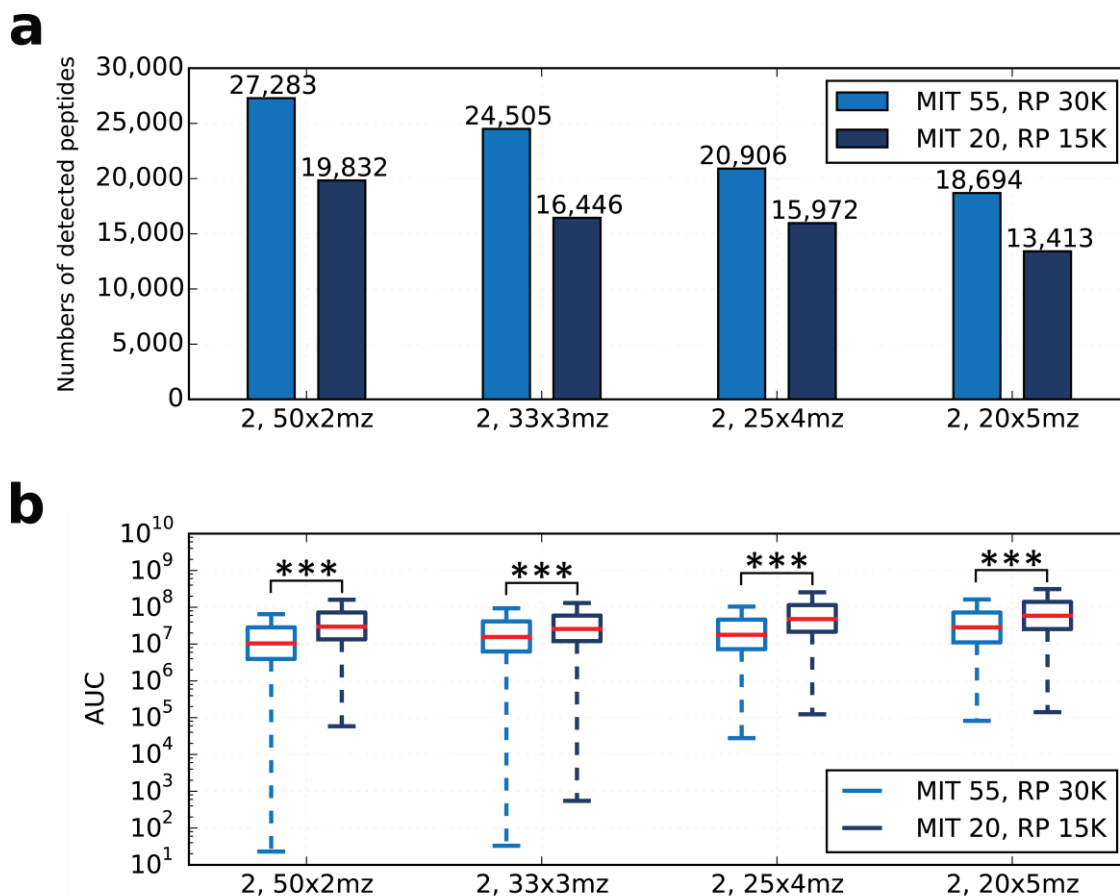 a
Numbers of detected peptides
30,000
25,000
20,000
15,000
10,000
5,000
0
27,283
19,832
24,505
16,446
20,906
15,972
18,694
13,413
MIT 55, RP 30K
MIT 20, RP 15K
2, 50x2mz
2, 33x3mz
2, 25x4mz
2, 20x5mz
b
AUC
10^10
10^9
10^8
10^7
10^6
10^5
10^4
10^3
10^2
10^1
***
***
***
***
MIT 55, RP 30K
MIT 20, RP 15K
2, 50x2mz
2, 33x3mz
2, 25x4mz
2, 20x5mz